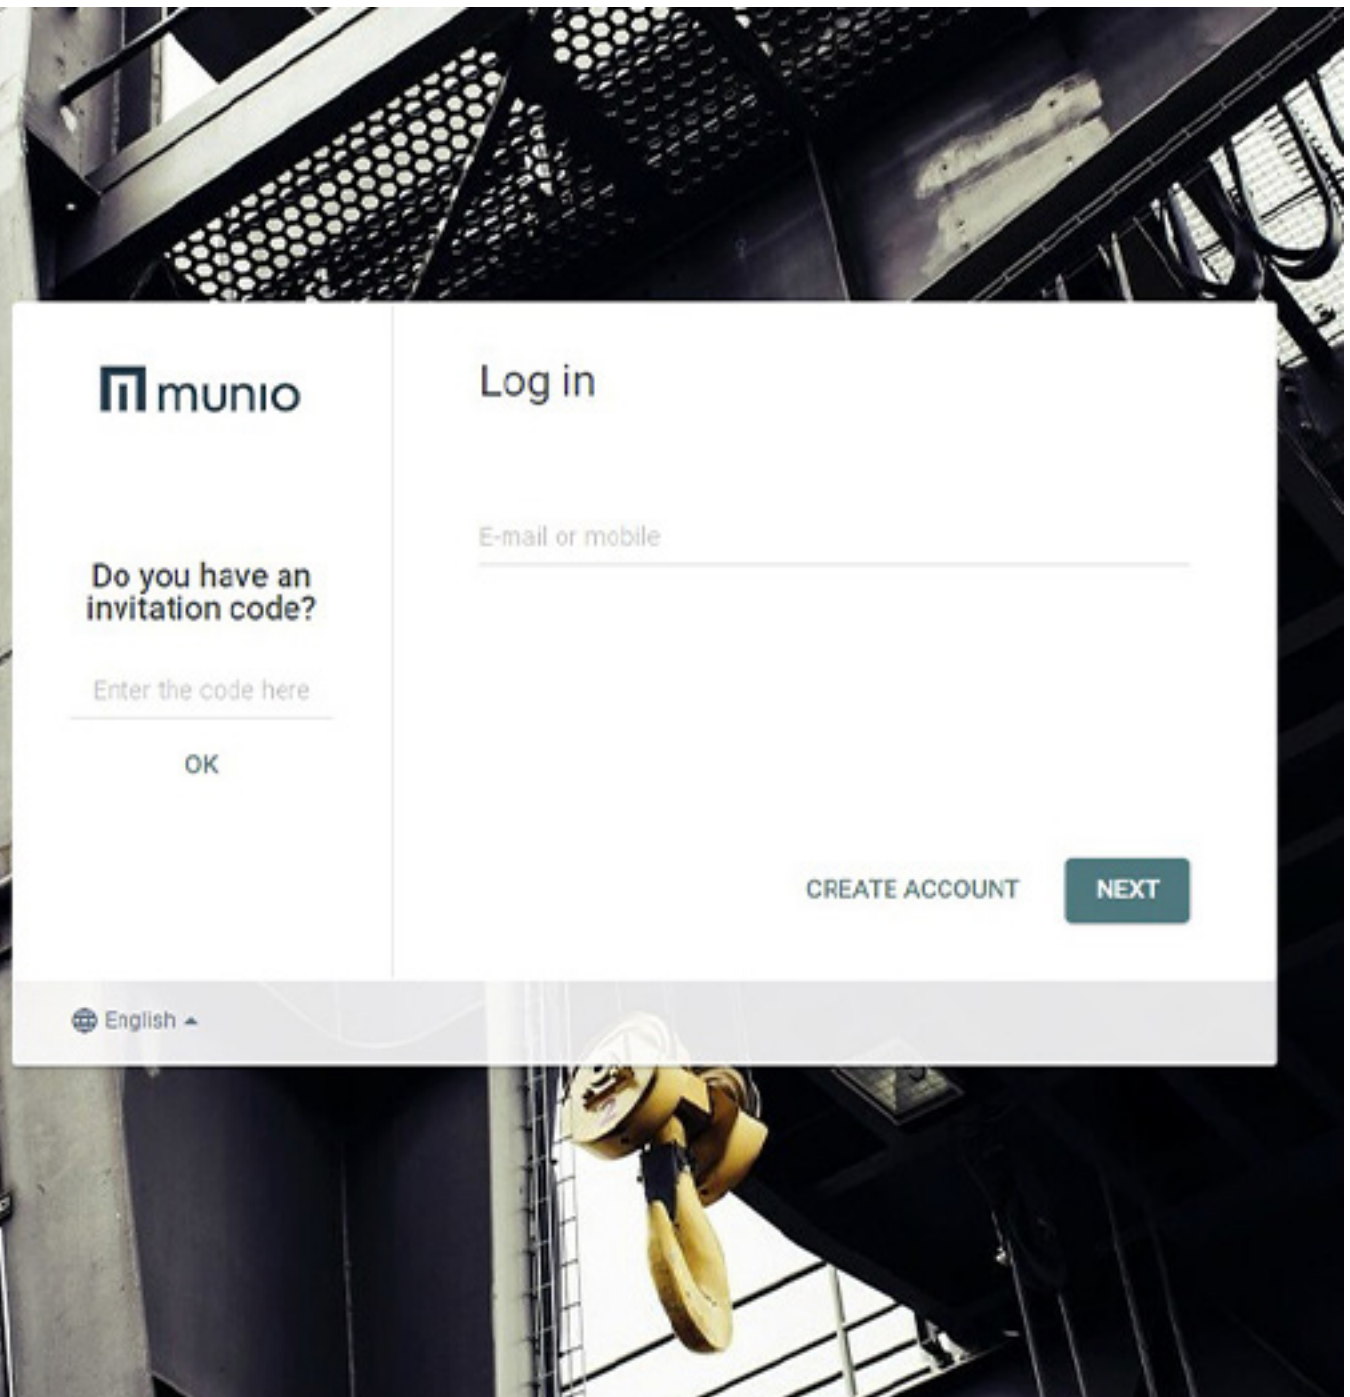 munio
Do you have an
invitation code?
Enter the code here
OK
Log in
E-mail or mobile
CREATE ACCOUNT
NEXT
English